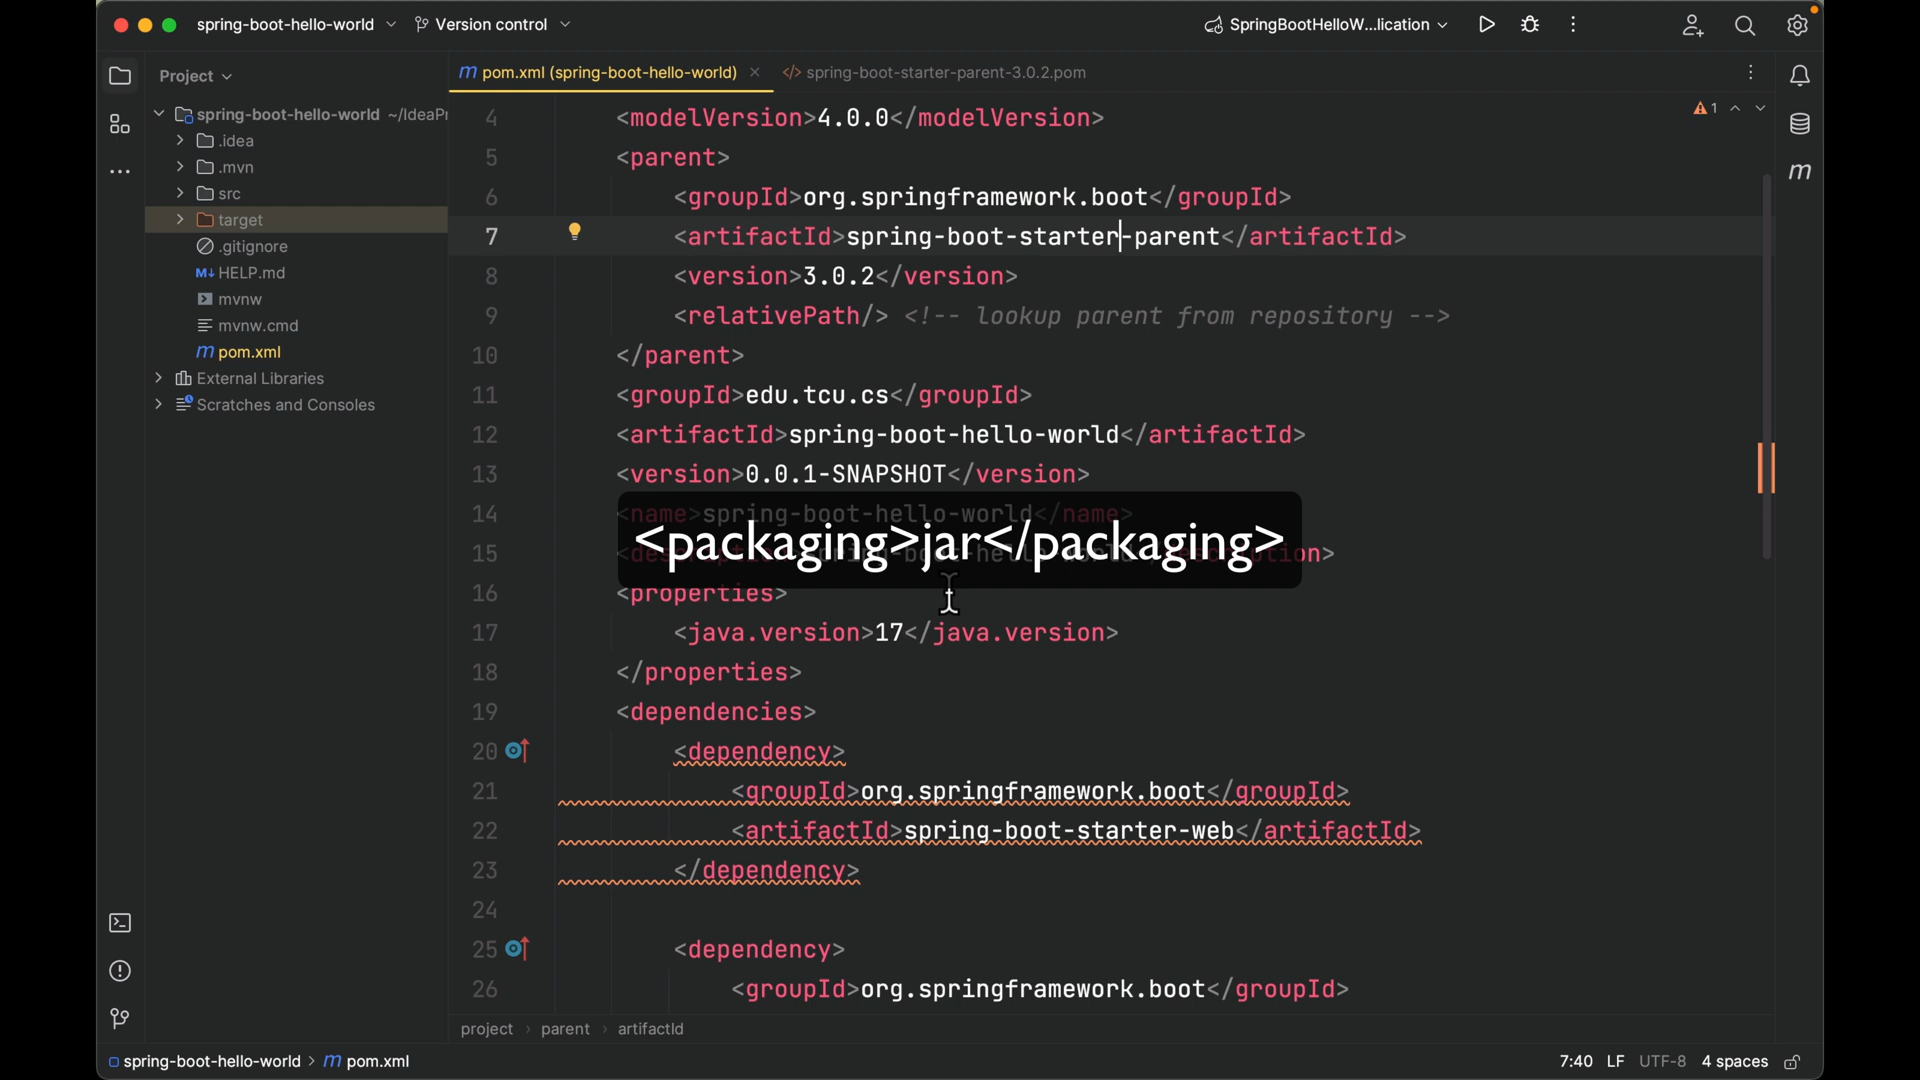 spring-boot-hello-world
Version control
SpringBootHelloW...lication
Project
pom.xml (spring-boot-hello-world)
spring-boot-starter-parent-3.0.2.pom
spring-boot-hello-world ~/IdeaPr
.idea
.mvn
src
target
.gitignore
HELP.md
mvnw
mvnw.cmd
pom.xml
External Libraries
Scratches and Consoles
1
4 <modelVersion>4.0.0</modelVersion>
5 <parent>
6 <groupId>org.springframework.boot</groupId>
7 <artifactId>spring-boot-starter-parent</artifactId>
8 <version>3.0.2</version>
9 <relativePath/> <!-- lookup parent from repository -->
10 </parent>
11 <groupId>edu.tcu.cs</groupId>
12 <artifactId>spring-boot-hello-world</artifactId>
13 <version>0.0.1-SNAPSHOT</version>
14 <name>spring-boot-hello-world</name>
<packaging>jar</packaging>
15
16 <properties>
17 <java.version>17</java.version>
18 </properties>
19 <dependencies>
20 <dependency>
21 <groupId>org.springframework.boot</groupId>
22 <artifactId>spring-boot-starter-web</artifactId>
23 </dependency>
24
25 <dependency>
26 <groupId>org.springframework.boot</groupId>
project > parent > artifactId
spring-boot-hello-world > pom.xml
7:40 LF UTF-8 4 spaces